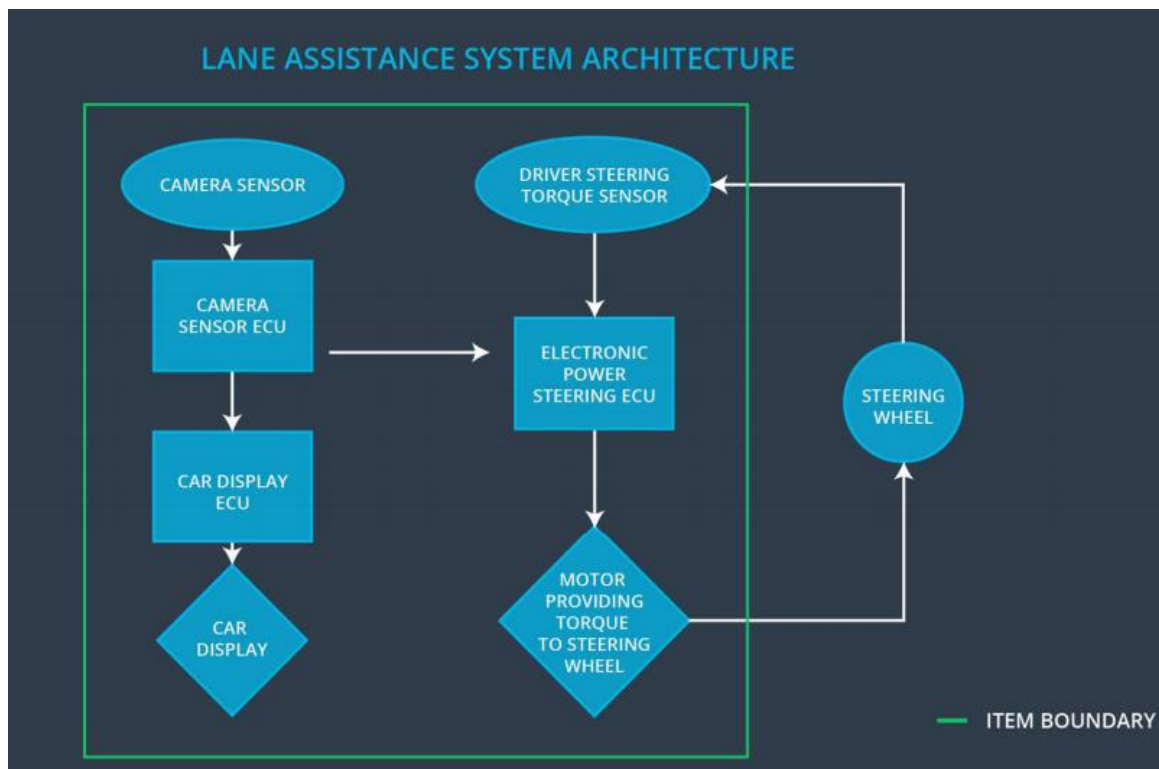 LANE ASSISTANCE SYSTEM ARCHITECTURE
CAMERA SENSOR
DRIVER STEERING
TORQUE SENSOR
CAMERA
SENSOR ECU
ELECTRONIC
POWER
STEERING ECU
STEERING
WHEEL
CAR DISPLAY
ECU
CAR
DISPLAY
MOTOR
PROVIDING
TORQUE
TO STEERING
WHEEL
ITEM BOUNDARY